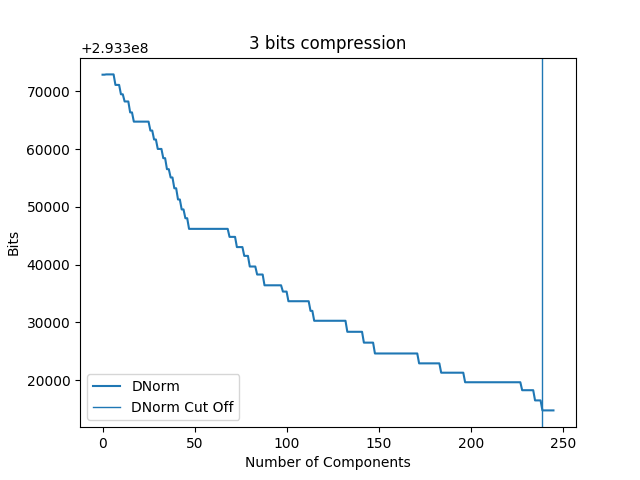 +2.933e8
3 bits compression
70000
60000
50000
40000
30000
20000
Bits
DNorm
DNorm Cut Off
0 50 100 150 200 250
Number of Components